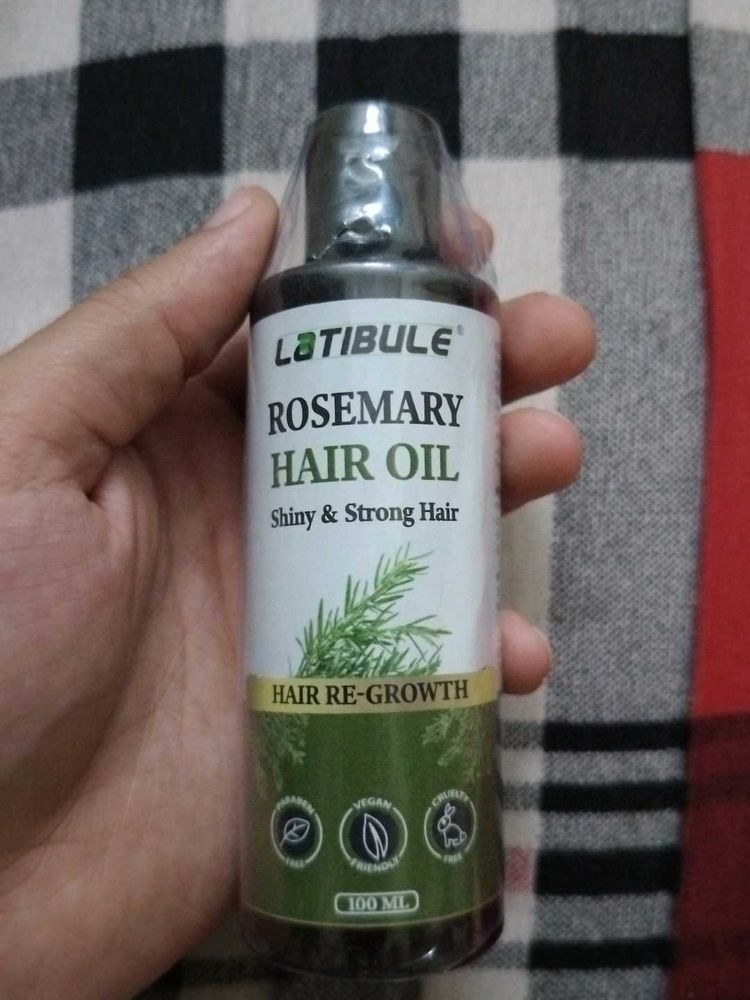 LaTIBULE®
ROSEMARY
HAIR OIL
Shiny & Strong Hair
HAIR RE-GROWTH
PARABEN
FREE
VEGAN
FRIENDLY
CRUELTY
FREE
100 ML